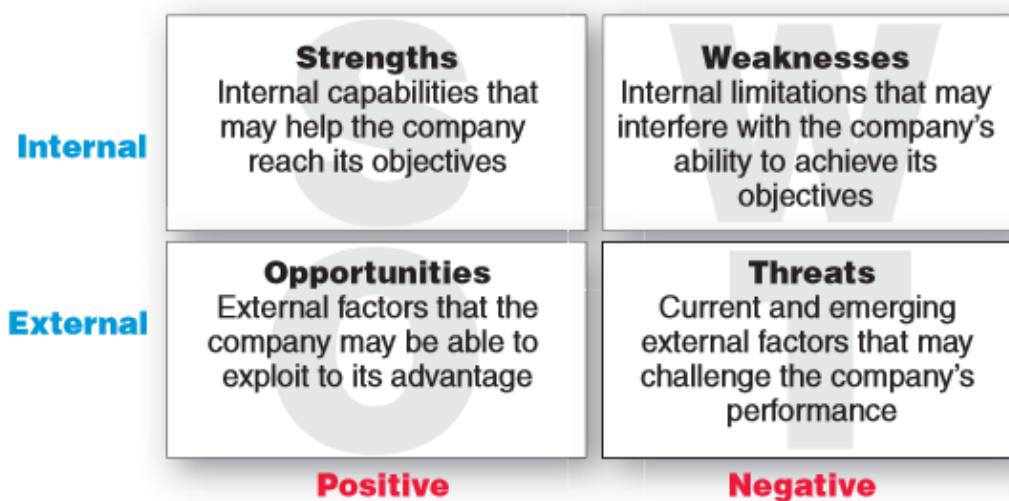 Strengths
Internal capabilities that
may help the company
reach its objectives
Weaknesses
Internal limitations that may
interfere with the company's
ability to achieve its
objectives
Internal
Opportunities
External factors that the
company may be able to
exploit to its advantage
Threats
Current and emerging
external factors that may
challenge the company's
performance
External
Positive
Negative
S
W
O
T